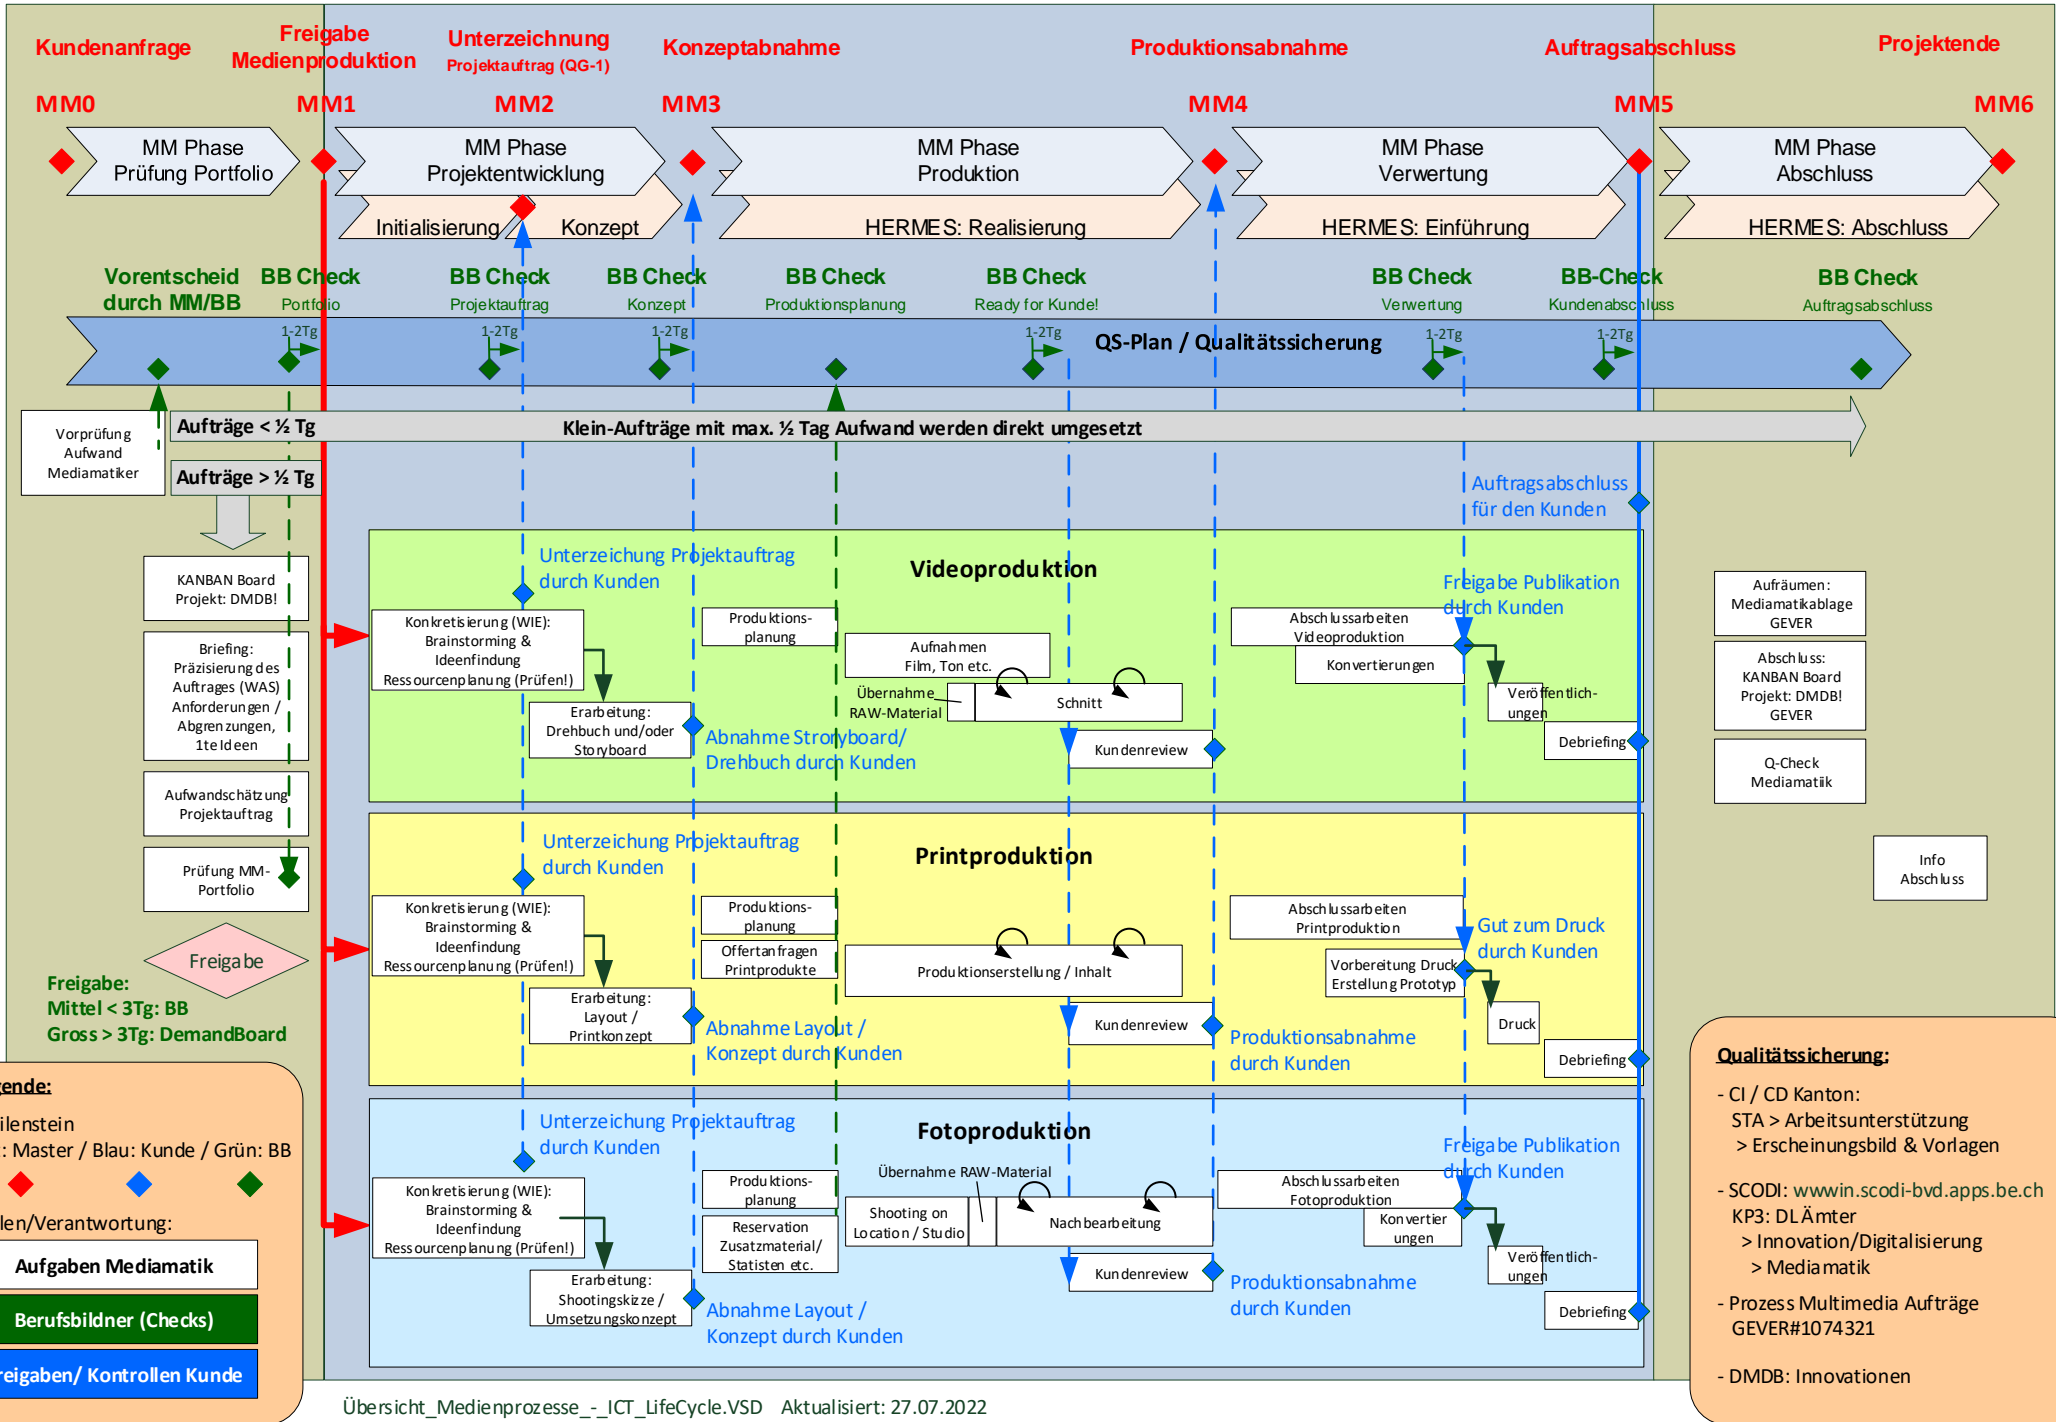 Kundenanfrage
Freigabe
Medienproduktion
Unterzeichnung
Projektauftrag (QG-1)
Konzeptabnahme
Produktionsabnahme
Auftragsabschluss
Projektende
MM0
MM1
MM2
MM3
MM4
MM5
MM6
MM Phase
Prüfung Portfolio
MM Phase
Projektentwicklung
MM Phase
Produktion
MM Phase
Verwertung
MM Phase
Abschluss
Initialisierung
Konzept
HERMES: Realisierung
HERMES: Einführung
HERMES: Abschluss
Vorentscheid
durch MM/BB
BB Check
Portfolio
BB Check
Projektauftrag
BB Check
Konzept
BB Check
Produktionsplanung
BB Check
Ready for Kunde!
BB Check
Verwertung
BB-Check
Kundenabschluss
BB Check
Auftragsabschluss
1-2Tg
1-2Tg
1-2Tg
1-2Tg
1-2Tg
1-2Tg
QS-Plan / Qualitätssicherung
Vorprüfung
Aufwand
Mediamatiker
Aufträge < ½ Tg
Klein-Aufträge mit max. ½ Tag Aufwand werden direkt umgesetzt
Aufträge > ½ Tg
Auftragsabschluss
für den Kunden
KANBAN Board
Projekt: DMDB!
Briefing:
Präzisierung des
Auftrages (WAS)
Anforderungen /
Abgrenzungen,
1te Ideen
Aufwandschätzung
Projektauftrag
Prüfung MM-
Portfolio
Freigabe
Freigabe:
Mittel < 3Tg: BB
Gross > 3Tg: DemandBoard
Videoproduktion
Unterzeichung Projektauftrag
durch Kunden
Konkretisierung (WIE):
Brainstorming &
Ideenfindung
Ressourcenplanung (Prüfen!)
Erarbeitung:
Drehbuch und/oder
Storyboard
Abnahme Stroryboard/
Drehbuch durch Kunden
Produktions-
planung
Aufnahmen
Film, Ton etc.
Übernahme
RAW-Material
Schnitt
Kundenreview
Abschlussarbeiten
Videoproduktion
Konvertierungen
Freigabe Publikation
durch Kunden
Veröffentlich-
ungen
Debriefing
Printproduktion
Unterzeichung Projektauftrag
durch Kunden
Konkretisierung (WIE):
Brainstorming &
Ideenfindung
Ressourcenplanung (Prüfen!)
Erarbeitung:
Layout /
Printkonzept
Abnahme Layout /
Konzept durch Kunden
Produktions-
planung
Offertanfragen
Printprodukte
Produktionserstellung / Inhalt
Kundenreview
Produktionsabnahme
durch Kunden
Abschlussarbeiten
Printproduktion
Vorbereitung Druck
Erstellung Prototyp
Gut zum Druck
durch Kunden
Druck
Debriefing
Fotoproduktion
Unterzeichung Projektauftrag
durch Kunden
Konkretisierung (WIE):
Brainstorming &
Ideenfindung
Ressourcenplanung (Prüfen!)
Erarbeitung:
Shootingskizze /
Umsetzungskonzept
Abnahme Layout /
Konzept durch Kunden
Produktions-
planung
Reservation
Zusatzmaterial/
Statisten etc.
Übernahme RAW-Material
Shooting on
Location / Studio
Nachbearbeitung
Kundenreview
Produktionsabnahme
durch Kunden
Abschlussarbeiten
Fotoproduktion
Konvertier
ungen
Freigabe Publikation
durch Kunden
Veröffentlich-
ungen
Debriefing
Aufräumen:
Mediamatikablage
GEVER
Abschluss:
KANBAN Board
Projekt: DMDB!
GEVER
Q-Check
Mediamatiik
Info
Abschluss
gende:
ilenstein
: Master / Blau: Kunde / Grün: BB
len/Verantwortung:
Aufgaben Mediamatik
Berufsbildner (Checks)
reigaben/ Kontrollen Kunde
Qualitätssicherung:
- CI / CD Kanton:
STA > Arbeitsunterstützung
> Erscheinungsbild & Vorlagen
- SCODI: wwwin.scodi-bvd.apps.be.ch
KP3: DL Ämter
> Innovation/Digitalisierung
> Mediamatik
- Prozess Multimedia Aufträge
GEVER#1074321
- DMDB: Innovationen
Übersicht_Medienprozesse_-_ICT_LifeCycle.VSD Aktualisiert: 27.07.2022